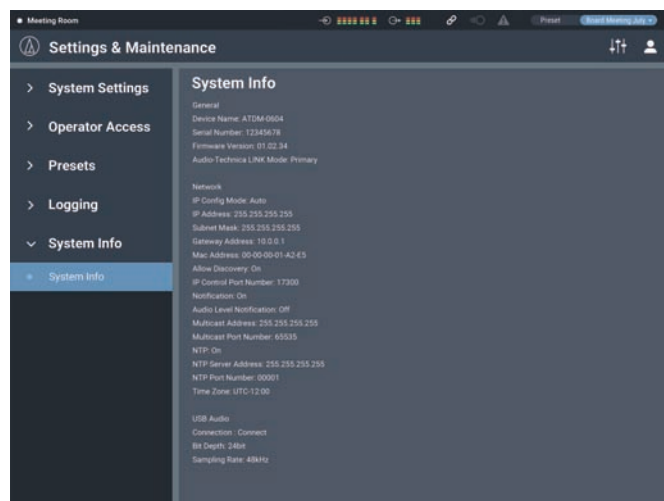 Meeting Room
Preset
Board Meeting July
Settings & Maintenance
System Settings
Operator Access
Presets
Logging
System Info
System Info
System Info
General
Device Name: ATDM-0604
Serial Number: 12345678
Firmware Version: 01.02.34
Audio-Technica LINK Mode: Primary
Network
IP Config Mode: Auto
IP Address: 255.255.255.255
Subnet Mask: 255.255.255.255
Gateway Address: 10.0.0.1
Mac Address: 00-00-00-01-A2-E5
Allow Discovery: On
IP Control Port Number: 17300
Notification: On
Audio Level Notification: Off
Multicast Address: 255.255.255.255
Multicast Port Number: 65535
NTP: On
NTP Server Address: 255.255.255.255
NTP Port Number: 00001
Time Zone: UTC-12:00
USB Audio
Connection : Connect
Bit Depth: 24bit
Sampling Rate: 48kHz